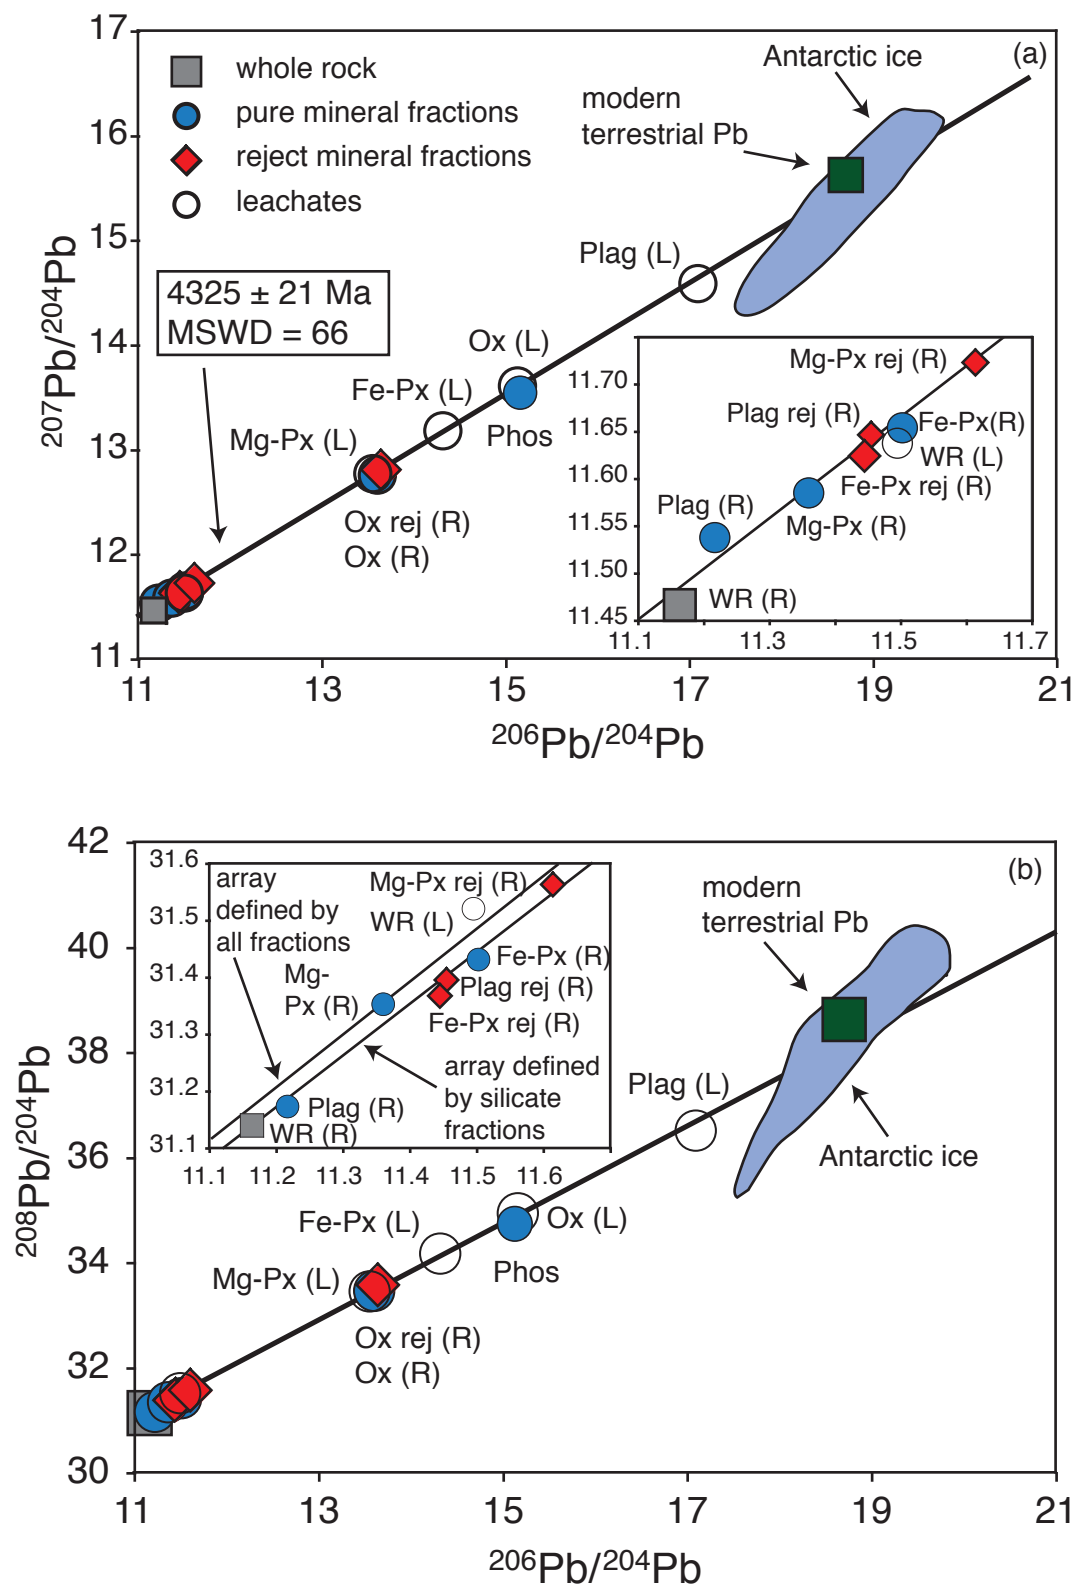 17
16
15
14
13
12
11
207Pb/204Pb
whole rock
pure mineral fractions
reject mineral fractions
leachates
(a)
Antarctic ice
modern
terrestrial Pb
Plag (L)
4325 ± 21 Ma
MSWD = 66
Ox (L)
Fe-Px (L)
Phos
Mg-Px (L)
Ox rej (R)
Ox (R)
11.70
11.65
11.60
11.55
11.50
11.45
Mg-Px rej (R)
Plag rej (R)
Fe-Px(R)
WR (L)
Fe-Px rej (R)
Plag (R)
Mg-Px (R)
WR (R)
11.1 11.3 11.5 11.7
11 13 15 17 19 21
206Pb/204Pb
42
40
38
36
34
32
30
208Pb/204Pb
(b)
31.6
31.5
31.4
31.3
31.2
31.1
array
defined by
all fractions
Mg-Px rej (R)
WR (L)
Mg-
Px (R)
Fe-Px (R)
Plag rej (R)
Fe-Px rej (R)
array defined
by silicate
fractions
Plag (R)
WR (R)
11.1 11.2 11.3 11.4 11.5 11.6
modern
terrestrial Pb
Plag (L)
Antarctic ice
Fe-Px (L)
Ox (L)
Phos
Mg-Px (L)
Ox rej (R)
Ox (R)
11 13 15 17 19 21
206Pb/204Pb